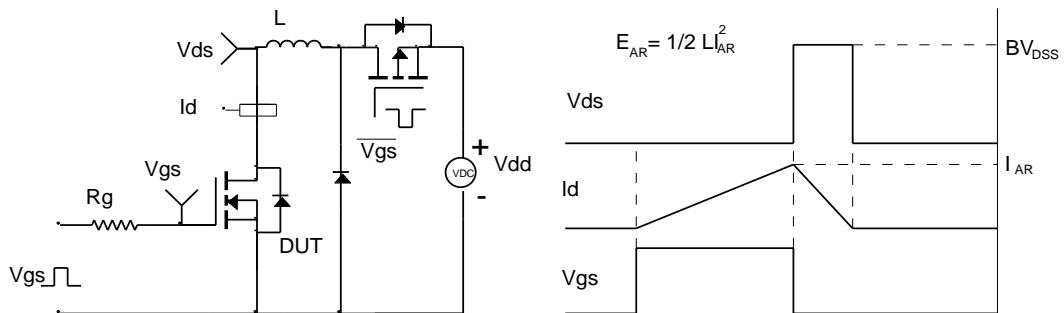 L
Vds
Id
Vgs
Rg
Vgs
DUT
Vgs
+
VDC
Vdd
-
E_AR = 1/2 LI_AR^2
BV_DSS
Vds
I_AR
Id
Vgs